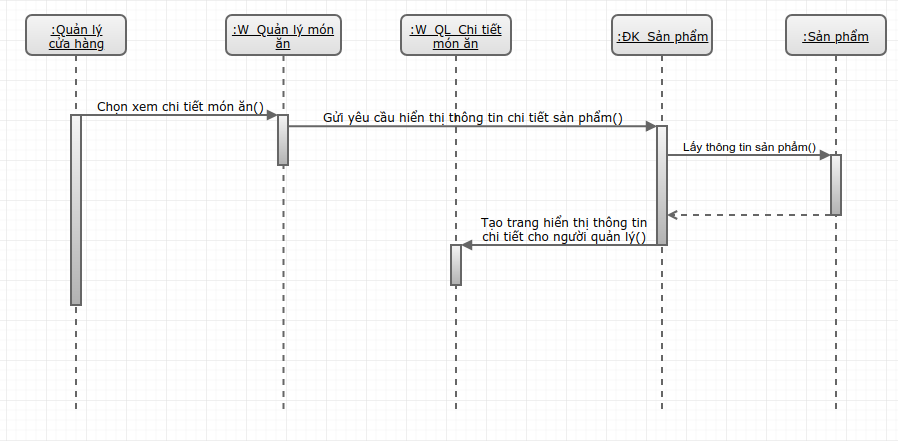 :Quản lý
cửa hàng
:W_Quản lý món
ăn
:W_QL_Chi tiết
món ăn
:ĐK_Sản phẩm
:Sản phẩm
Chọn xem chi tiết món ăn()
Gửi yêu cầu hiển thị thông tin chi tiết sản phẩm()
Lấy thông tin sản phẩm()
Tạo trang hiển thị thông tin
chi tiết cho người quản lý()